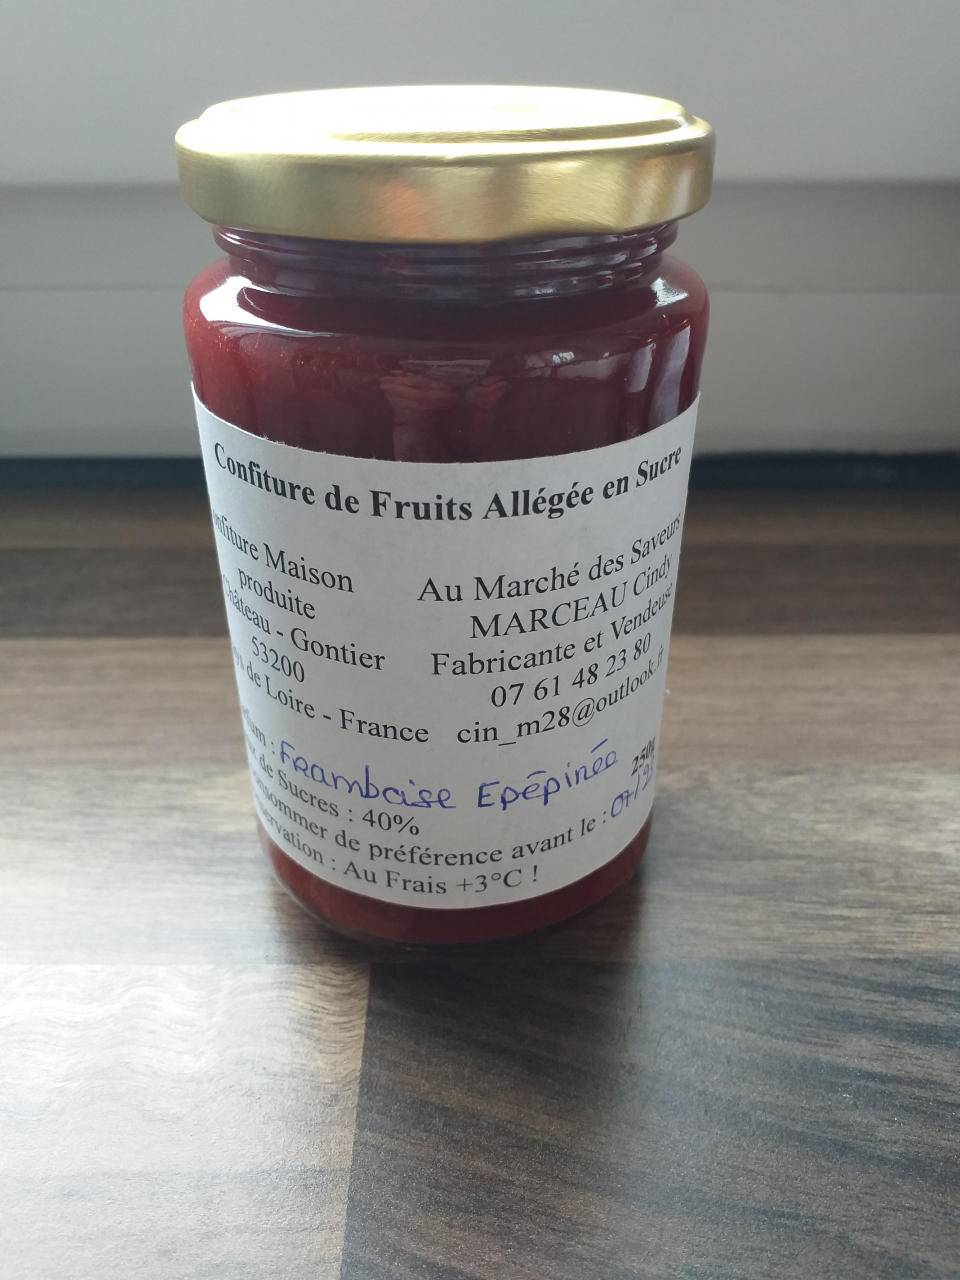 Confiture de Fruits Allégée en Sucre
Maison
produite
Château - Gontier
53200
de Loire - France
Au Marché des Saveurs
MARCEAU Cindy
Fabricante et Vendeuse
07 61 48 23 80
cin_m28@outlook.fr
: Framboise Epépinée
250g
de Sucres : 40%
consommer de préférence avant le :
: Au Frais +3°C !